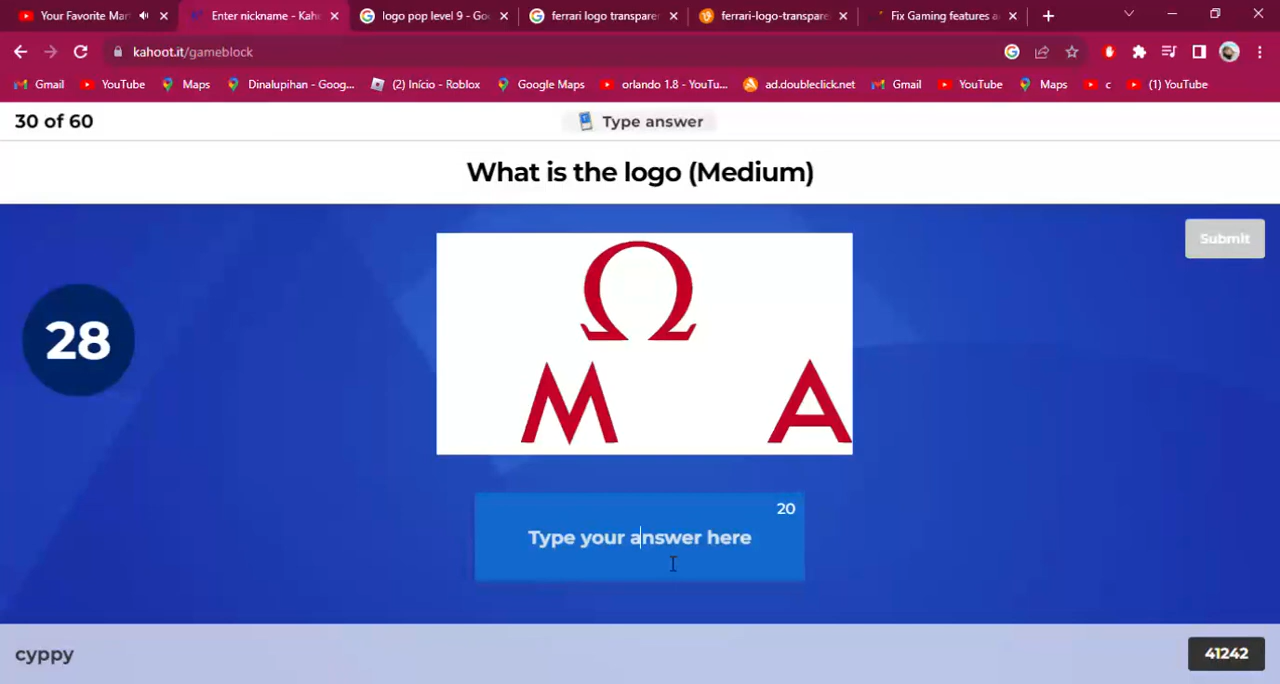 Your Favorite Mar
Enter nickname - Kah
logo pop level 9 - Go
ferrari logo transparen
ferrari-logo-transpare
Fix Gaming features a
kahoot.it/gameblock
Gmail
YouTube
Maps
Dinalupihan - Goog...
(2) Início - Roblox
Google Maps
orlando 1.8 - YouTu...
ad.doubleclick.net
Gmail
YouTube
Maps
c
(1) YouTube
30 of 60
Type answer
What is the logo (Medium)
Submit
28
Ω
M A
20
Type your answer here
cyppy
41242